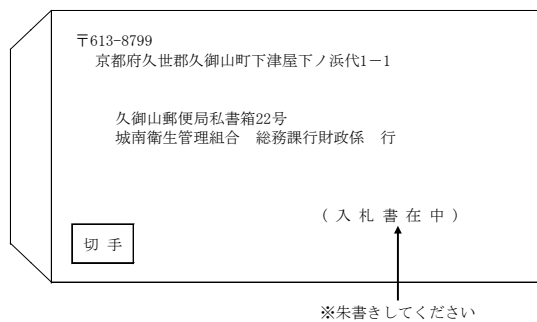 〒613-8799
京都府久世郡久御山町下津屋下ノ浜代1－1
久御山郵便局私書箱22号
城南衛生管理組合　総務課行財政係　行
（ 入 札 書 在 中 ）
切 手
※朱書きしてください